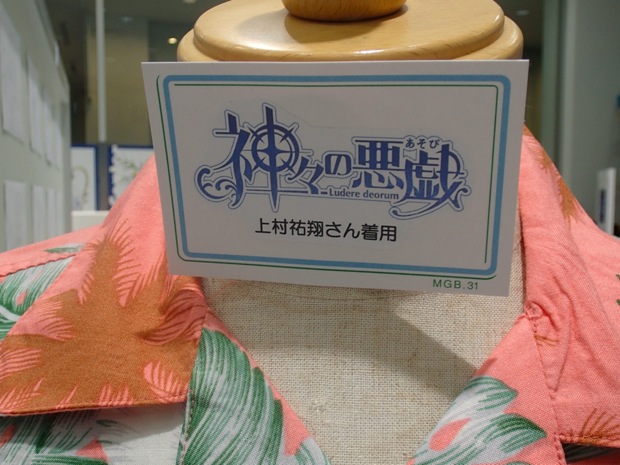 神々の悪戯
あそび
Ludere deorum
上村祐翔さん着用
MGB.31